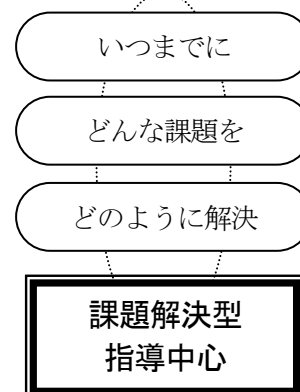 いつまでに
どんな課題を
どのように解決
課題解決型
指導中心